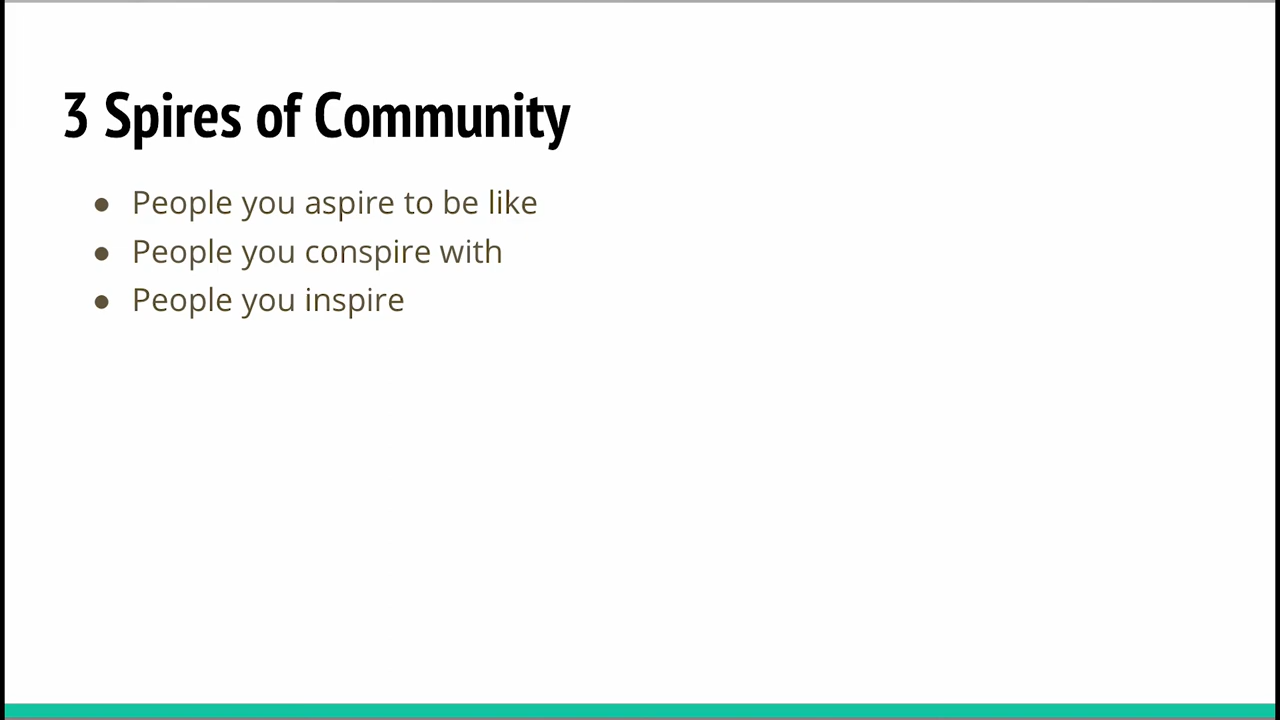 3 Spires of Community
● People you aspire to be like
● People you conspire with
● People you inspire